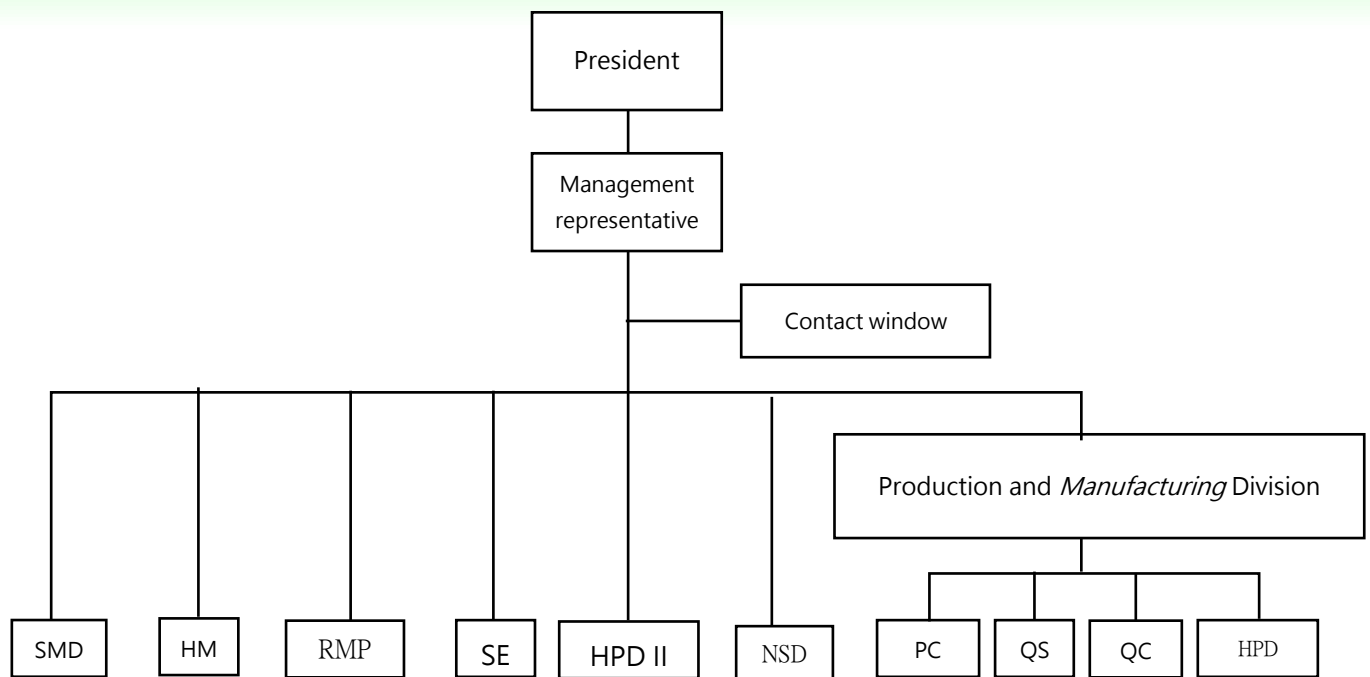 President
Management
representative
Contact window
Production and Manufacturing Division
SMD
HM
RMP
SE
HPD II
NSD
PC
QS
QC
HPD